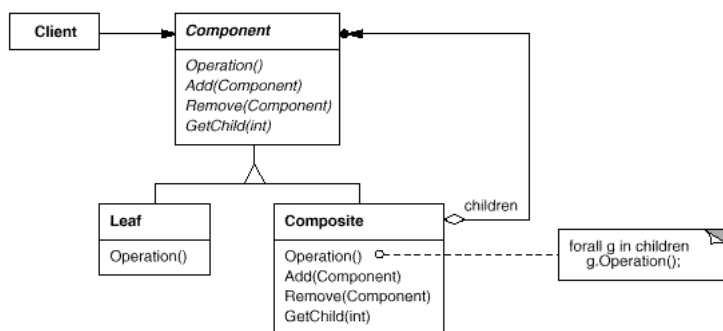 Client
Component
Operation()
Add(Component)
Remove(Component)
GetChild(int)
Leaf
Operation()
Composite
Operation()
Add(Component)
Remove(Component)
GetChild(int)
children
forall g in children
g.Operation();